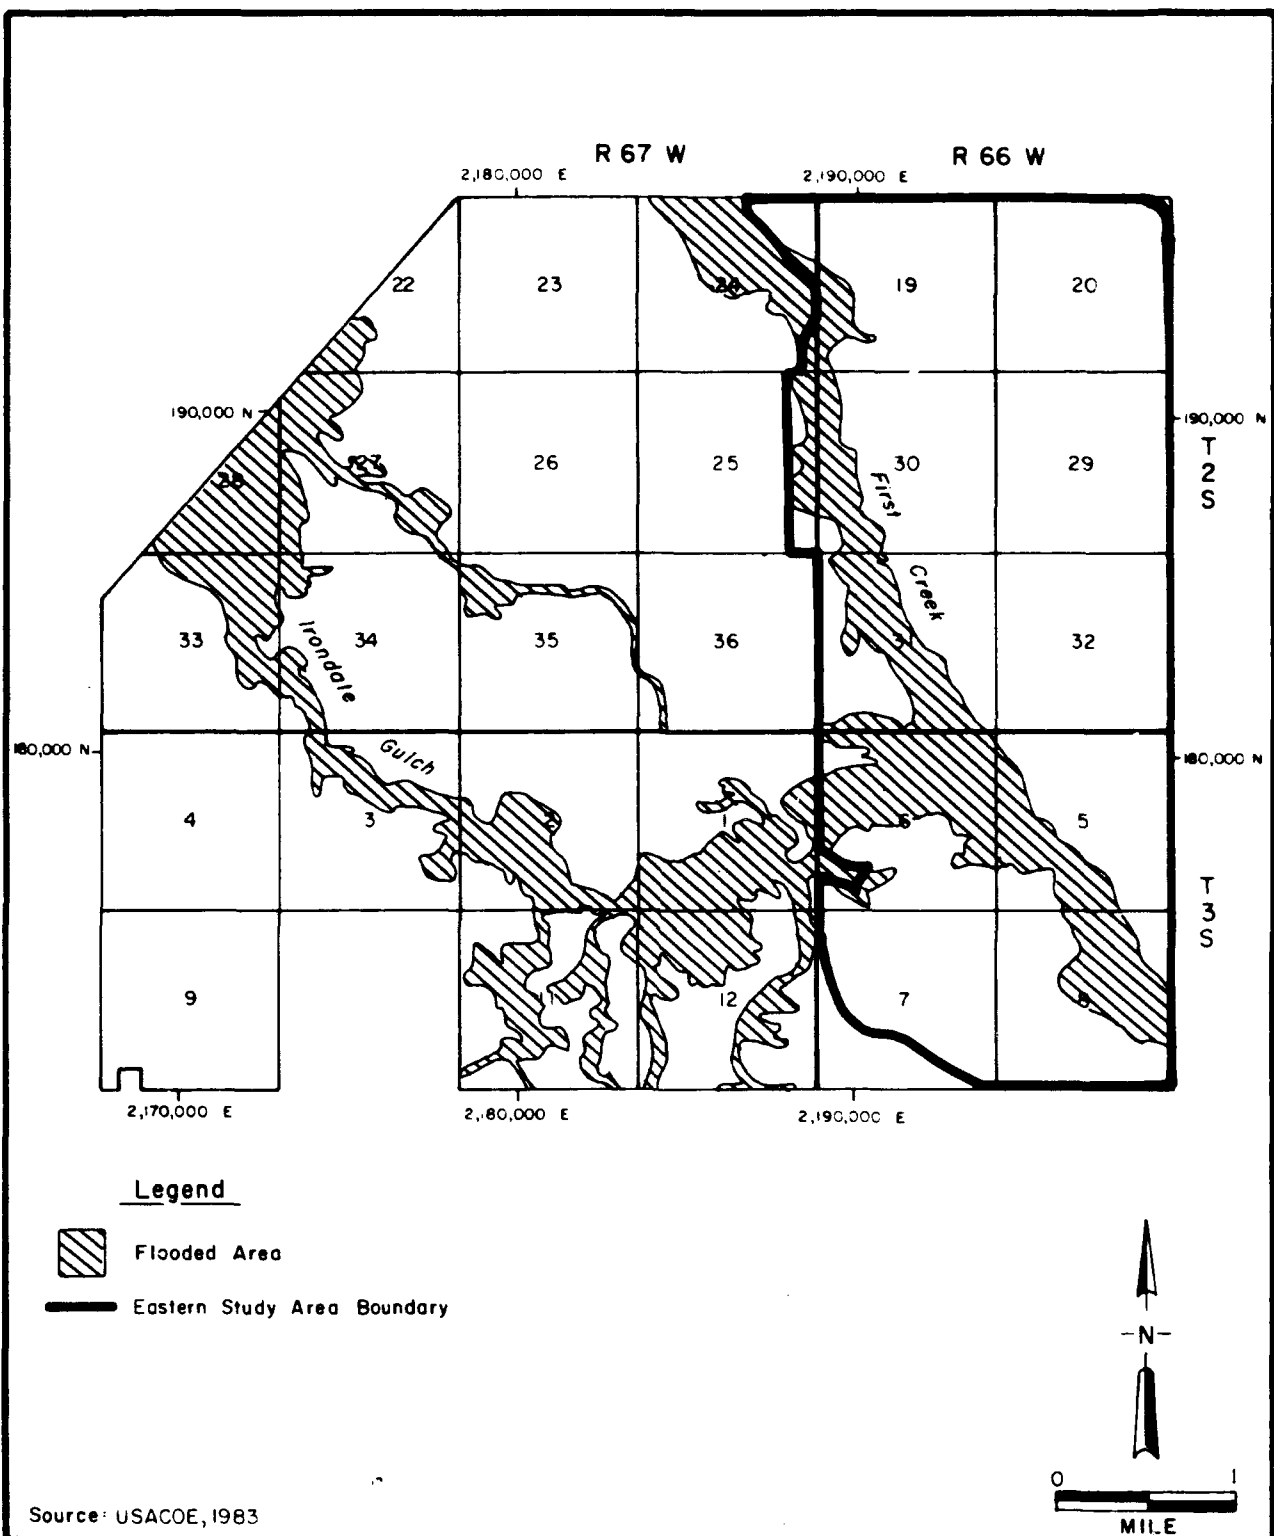 R 67 W R 66 W
2,180,000 E 2,190,000 E
22 23 24 19 20
190,000 N 190,000 N
T2S
27 26 25 30 29
28
First
Creek
33 34 35 36 31 32
Irondale
Gulch
180,000 N 180,000 N
4 3 2 1 6 5
T3S
9 11 12 7 8
2,170,000 E 2,180,000 E 2,190,000 E
Legend
Flooded Area
Eastern Study Area Boundary
-N-
0 1
MILE
Source: USACOE, 1983